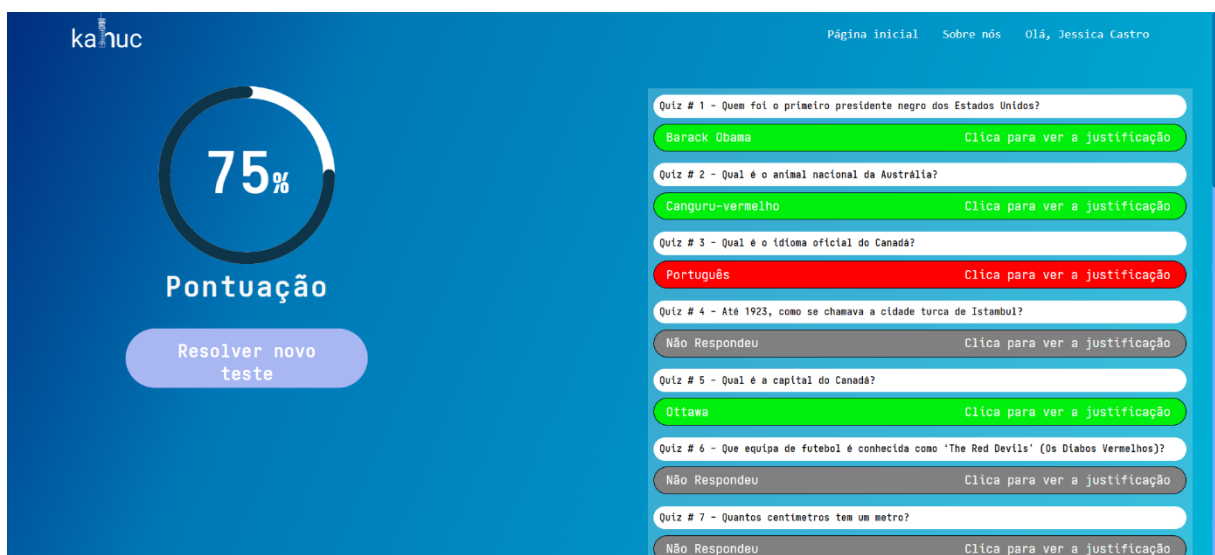 kahuc
Página inicial
Sobre nós
Olá, Jessica Castro
75%
Pontuação
Resolver novo
teste
Quiz # 1 - Quem foi o primeiro presidente negro dos Estados Unidos?
Barack Obama
Clica para ver a justificação
Quiz # 2 - Qual é o animal nacional da Austrália?
Canguru-vermelho
Clica para ver a justificação
Quiz # 3 - Qual é o idioma oficial do Canadá?
Português
Clica para ver a justificação
Quiz # 4 - Até 1923, como se chamava a cidade turca de Istambul?
Não Respondeu
Clica para ver a justificação
Quiz # 5 - Qual é a capital do Canadá?
Ottawa
Clica para ver a justificação
Quiz # 6 - Que equipa de futebol é conhecida como ‘The Red Devils’ (Os Diabos Vermelhos)?
Não Respondeu
Clica para ver a justificação
Quiz # 7 - Quantos centímetros tem um metro?
Não Respondeu
Clica para ver a justificação